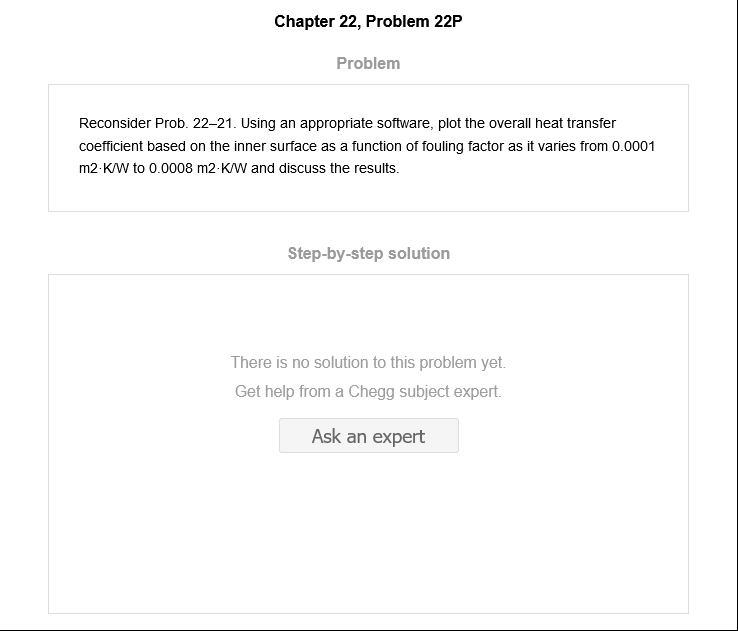 Chapter 22, Problem 22P
Problem
Reconsider Prob. 22–21. Using an appropriate software, plot the overall heat transfer
coefficient based on the inner surface as a function of fouling factor as it varies from 0.0001
m2·K/W to 0.0008 m2·K/W and discuss the results.
Step-by-step solution
There is no solution to this problem yet.
Get help from a Chegg subject expert.
Ask an expert